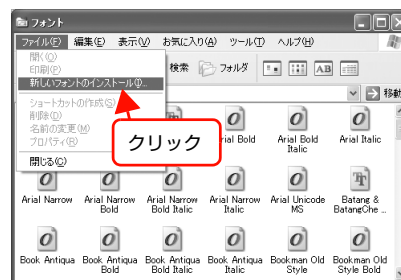 フォント
ファイル(F) 編集(E) 表示(V) お気に入り(A) ツール(T) ヘルプ(H)
開く(O)
印刷(P)
新しいフォントのインストール(I)...
ショートカットの作成(S)
削除(D)
名前の変更(M)
プロパティ(R)
閉じる(C)
検索 フォルダ AB
移動
クリック
Arial Bold Arial Bold Italic Arial Italic
Arial Narrow Arial Narrow Bold Arial Narrow Bold Italic Arial Narrow Italic Arial Unicode MS Batang & BatangChe ...
Book Antiqua Book Antiqua Bold Book Antiqua Bold Italic Book Antiqua Italic Bookman Old Style Bookman Old Style Bold